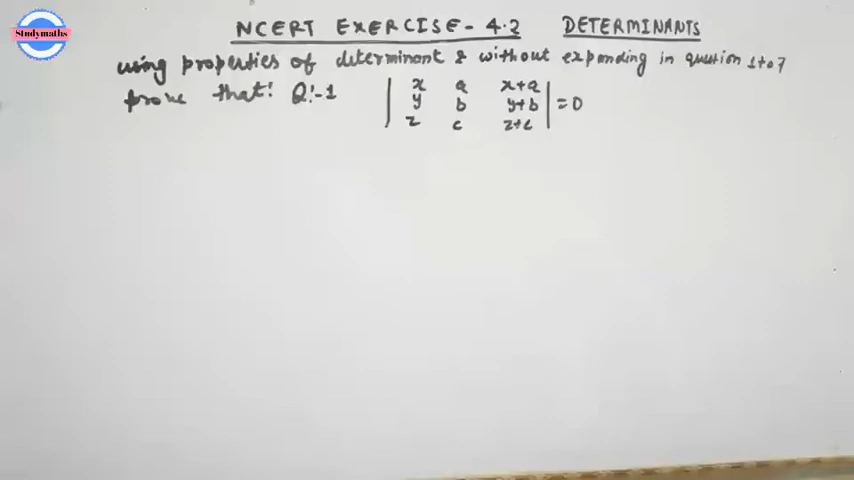 Studymaths
NCERT EXERCISE - 4.2 DETERMINANTS
using properties of determinant & without expanding in question 1 to 7
prove that: Q:-1
| x a x+a |
| y b y+b | = 0
| z c z+c |